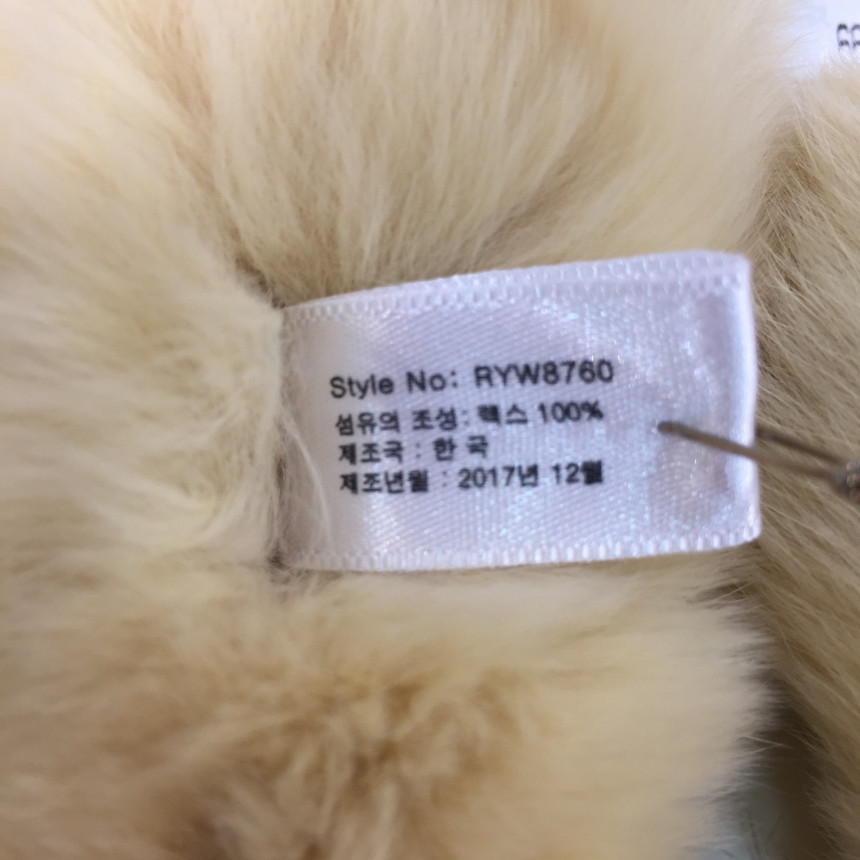 Style No: RYW8760
섬유의 조성: 렉스 100%
제조국 : 한 국
제조년월 : 2017년 12월